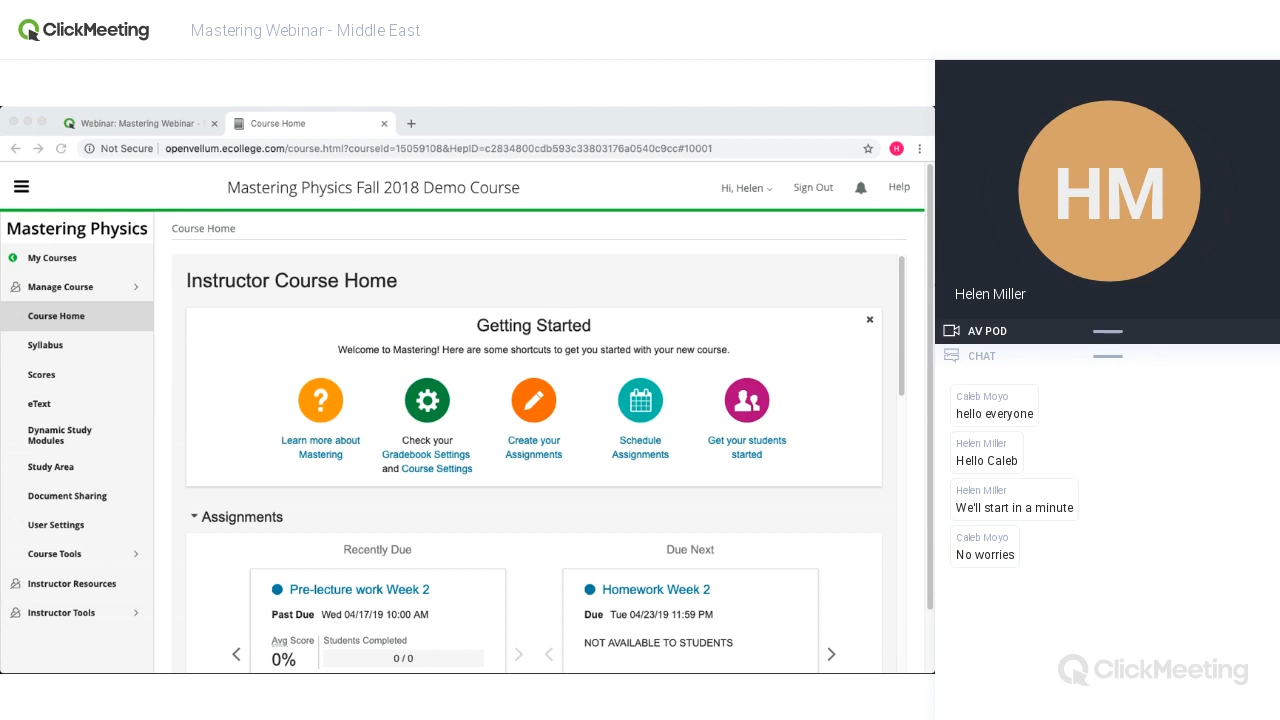 ClickMeeting
Mastering Webinar - Middle East
Webinar: Mastering Webinar -
Course Home
Not Secure | openvellum.ecollege.com/course.html?courseId=15059108&HepID=c2834800cdb593c33803176a0540c9cc#10001
H
Mastering Physics Fall 2018 Demo Course
Hi, Helen
Sign Out
Help
Mastering Physics
My Courses
Manage Course
Course Home
Syllabus
Scores
eText
Dynamic Study
Modules
Study Area
Document Sharing
User Settings
Course Tools
Instructor Resources
Instructor Tools
Course Home
Instructor Course Home
Getting Started
Welcome to Mastering! Here are some shortcuts to get you started with your new course.
?
Learn more about
Mastering
Check your
Gradebook Settings
and Course Settings
Create your
Assignments
Schedule
Assignments
Get your students
started
Assignments
Recently Due
Pre-lecture work Week 2
Past Due Wed 04/17/19 10:00 AM
Avg Score
0%
Students Completed
0 / 0
Due Next
Homework Week 2
Due Tue 04/23/19 11:59 PM
NOT AVAILABLE TO STUDENTS
HM
Helen Miller
AV POD
CHAT
Caleb Moyo
hello everyone
Helen MIller
Hello Caleb
Helen MIller
We'll start in a minute
Caleb Moyo
No worries
ClickMeeting